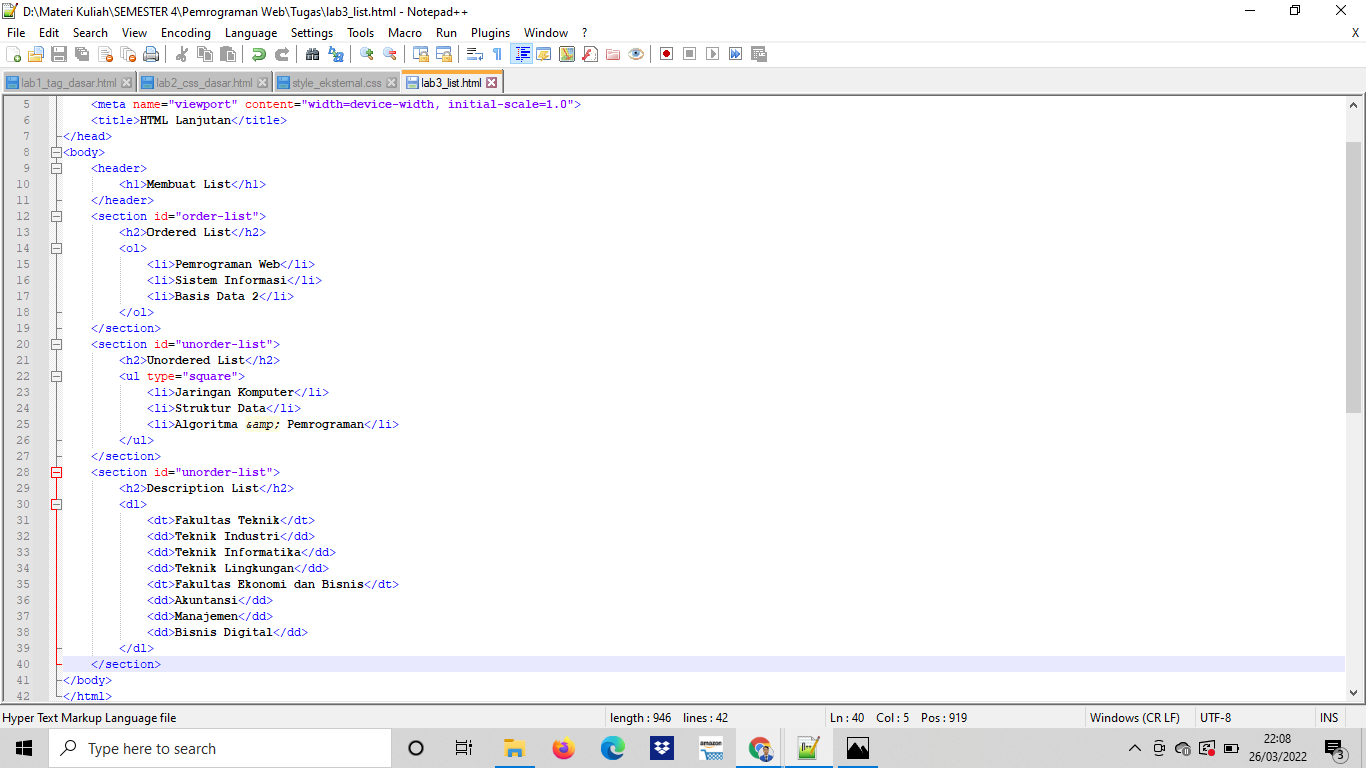 D:\Materi Kuliah\SEMESTER 4\Pemrograman Web\Tugas\lab3_list.html - Notepad++
File Edit Search View Encoding Language Settings Tools Macro Run Plugins Window ? X
lab1_tag_dasar.html lab2_css_dasar.html style_eksternal.css lab3_list.html
5 <meta name="viewport" content="width=device-width, initial-scale=1.0">
6 <title>HTML Lanjutan</title>
7 </head>
8 <body>
9 <header>
10 <h1>Membuat List</h1>
11 </header>
12 <section id="order-list">
13 <h2>Ordered List</h2>
14 <ol>
15 <li>Pemrograman Web</li>
16 <li>Sistem Informasi</li>
17 <li>Basis Data 2</li>
18 </ol>
19 </section>
20 <section id="unorder-list">
21 <h2>Unordered List</h2>
22 <ul type="square">
23 <li>Jaringan Komputer</li>
24 <li>Struktur Data</li>
25 <li>Algoritma &amp; Pemrograman</li>
26 </ul>
27 </section>
28 <section id="unorder-list">
29 <h2>Description List</h2>
30 <dl>
31 <dt>Fakultas Teknik</dt>
32 <dd>Teknik Industri</dd>
33 <dd>Teknik Informatika</dd>
34 <dd>Teknik Lingkungan</dd>
35 <dt>Fakultas Ekonomi dan Bisnis</dt>
36 <dd>Akuntansi</dd>
37 <dd>Manajemen</dd>
38 <dd>Bisnis Digital</dd>
39 </dl>
40 </section>
41 </body>
42 </html>
Hyper Text Markup Language file length : 946 lines : 42 Ln : 40 Col : 5 Pos : 919 Windows (CR LF) UTF-8 INS
Type here to search
amazon
22:08
26/03/2022
3